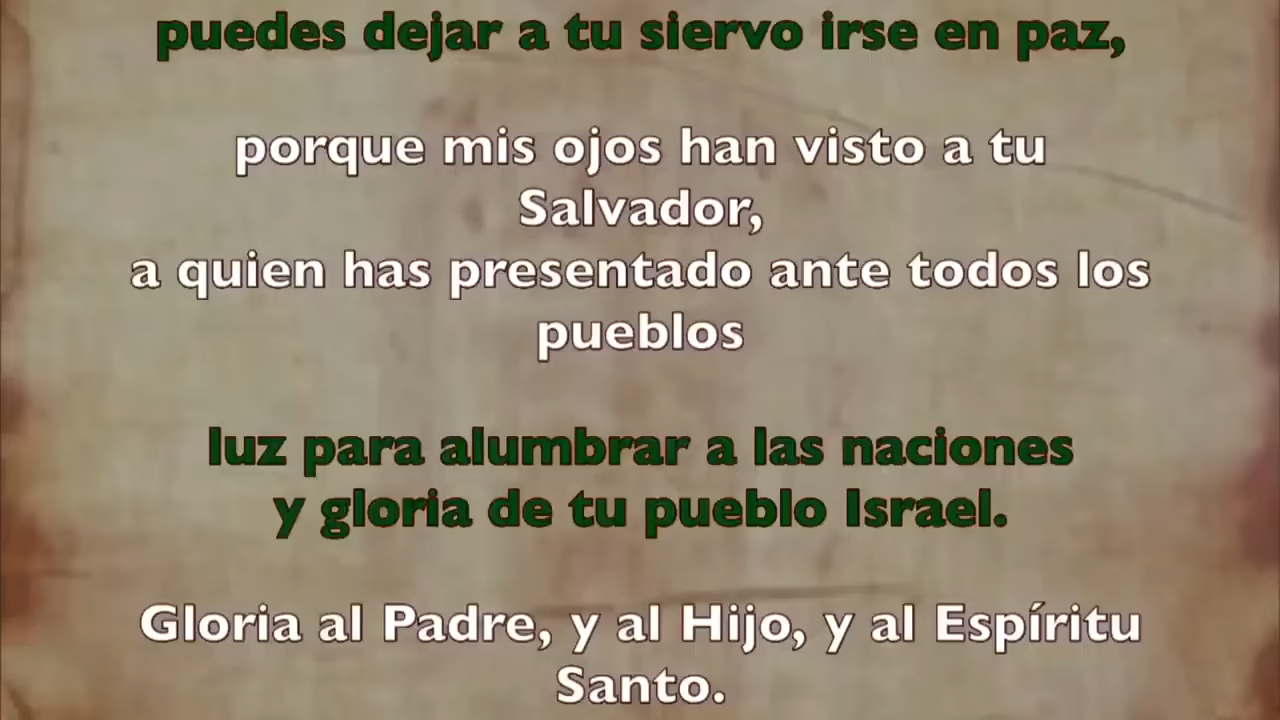 puedes dejar a tu siervo irse en paz,
porque mis ojos han visto a tu
Salvador,
a quien has presentado ante todos los
pueblos
luz para alumbrar a las naciones
y gloria de tu pueblo Israel.
Gloria al Padre, y al Hijo, y al Espíritu
Santo.